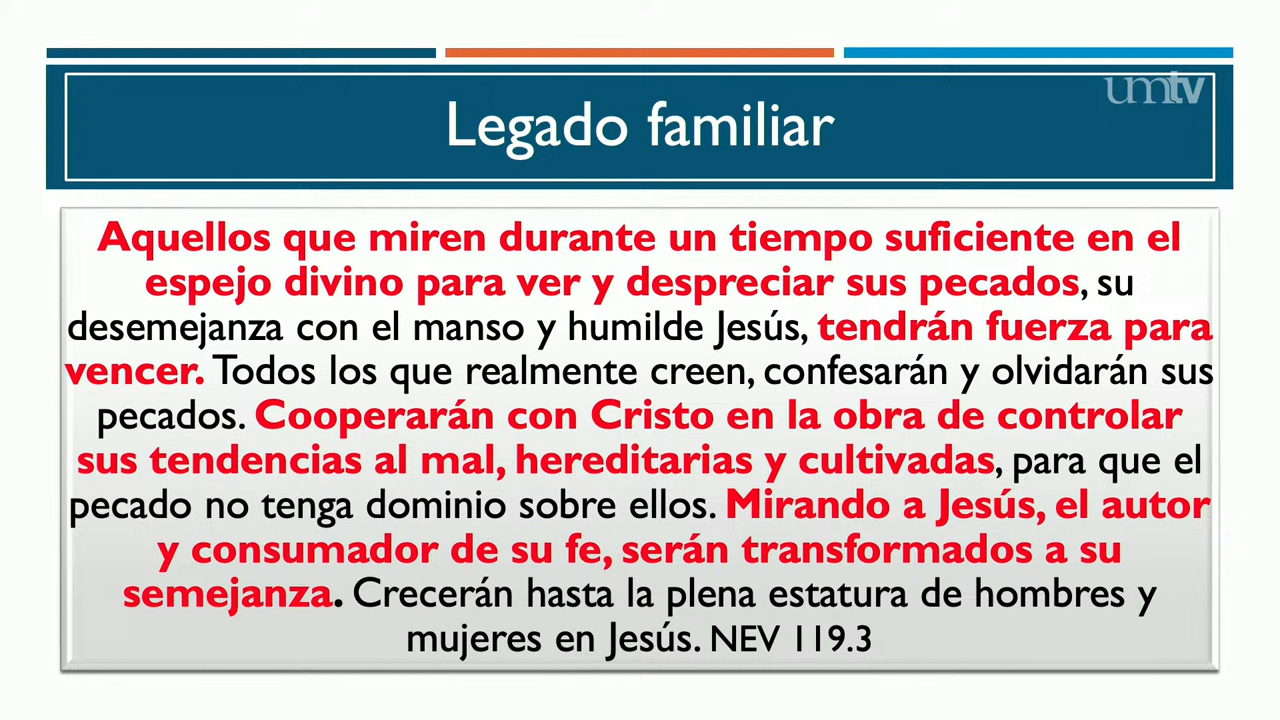 umtv
Legado familiar
Aquellos que miren durante un tiempo suficiente en el
espejo divino para ver y despreciar sus pecados, su
desemejanza con el manso y humilde Jesús, tendrán fuerza para
vencer. Todos los que realmente creen, confesarán y olvidarán sus
pecados. Cooperarán con Cristo en la obra de controlar
sus tendencias al mal, hereditarias y cultivadas, para que el
pecado no tenga dominio sobre ellos. Mirando a Jesús, el autor
y consumador de su fe, serán transformados a su
semejanza. Crecerán hasta la plena estatura de hombres y
mujeres en Jesús. NEV 119.3